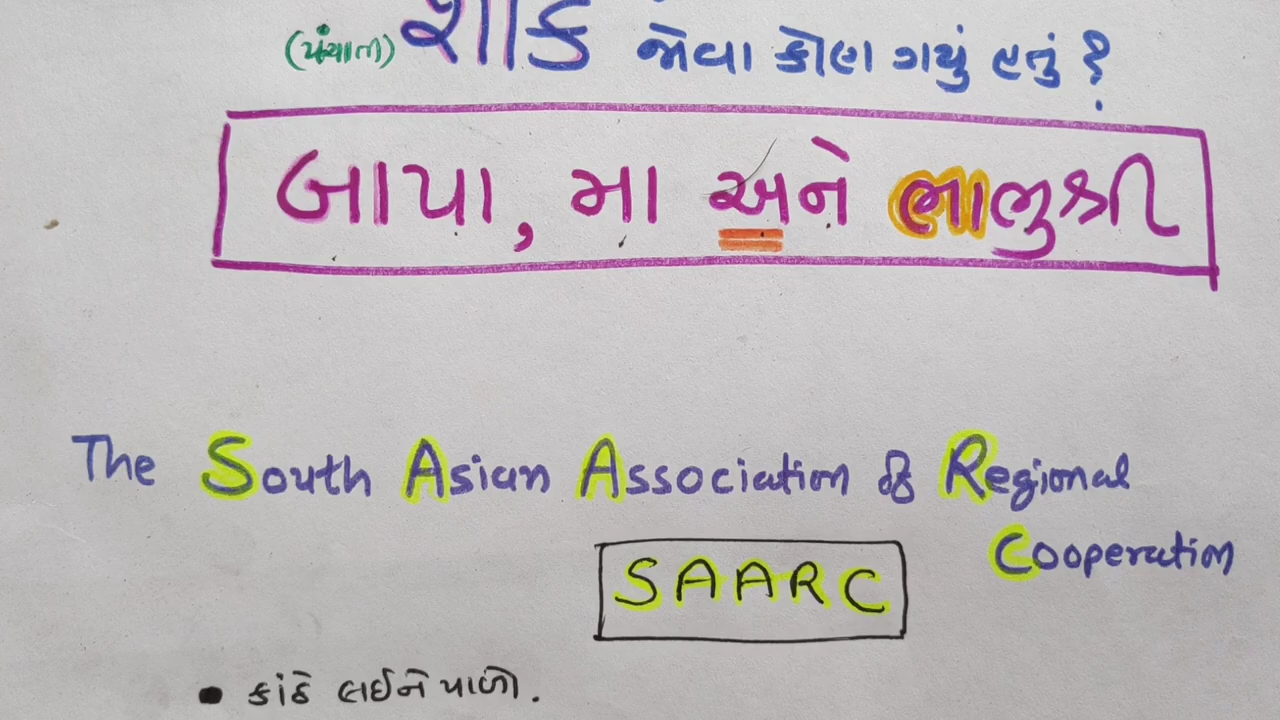 (પંચાત) શાર્ક જોવા કોણ ગયું હતું ?
બાપા, મા અને ભાભુશ્રી
The South Asian Association of Regional
Cooperation
SAARC
• કાંઠે લઈને પાળો.